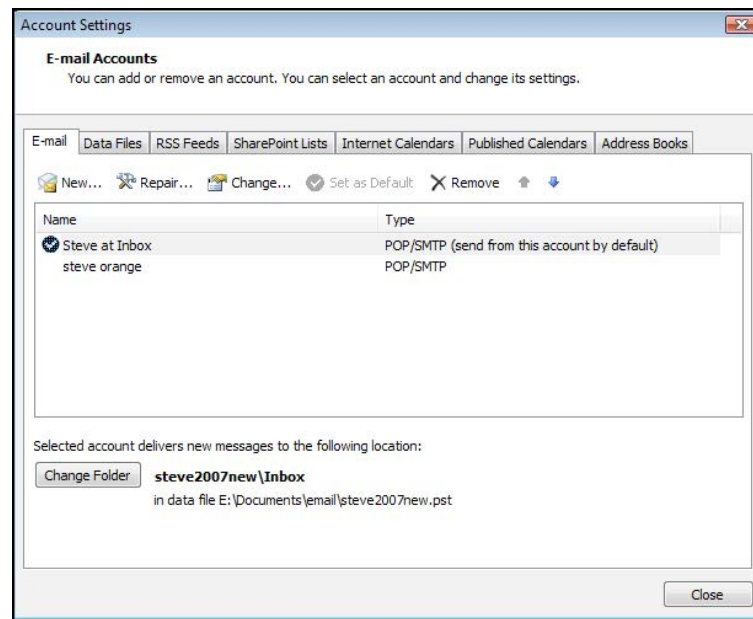 Account Settings
E-mail Accounts
You can add or remove an account. You can select an account and change its settings.
E-mail Data Files RSS Feeds SharePoint Lists Internet Calendars Published Calendars Address Books
New... Repair... Change... Set as Default Remove
Name Type
Steve at Inbox POP/SMTP (send from this account by default)
steve orange POP/SMTP
Selected account delivers new messages to the following location:
Change Folder steve2007new\Inbox
in data file E:\Documents\email\steve2007new.pst
Close